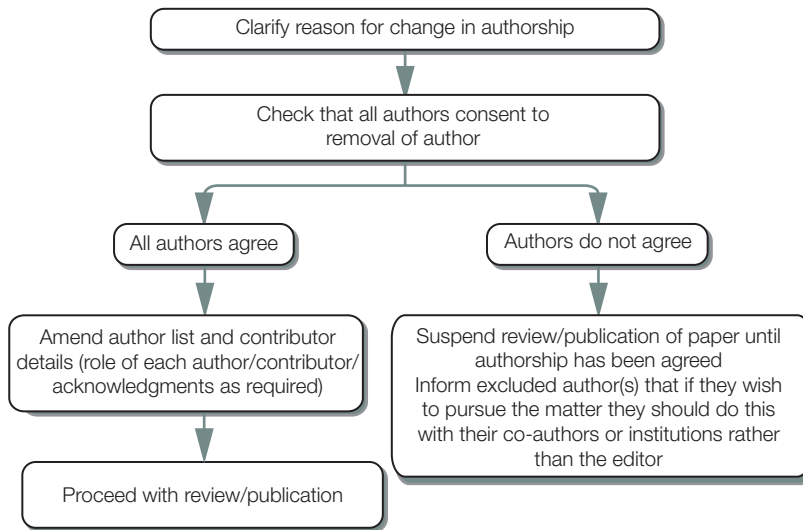 Clarify reason for change in authorship
Check that all authors consent to
removal of author
All authors agree
Authors do not agree
Amend author list and contributor
details (role of each author/contributor/
acknowledgments as required)
Suspend review/publication of paper until
authorship has been agreed
Inform excluded author(s) that if they wish
to pursue the matter they should do this
with their co-authors or institutions rather
than the editor
Proceed with review/publication